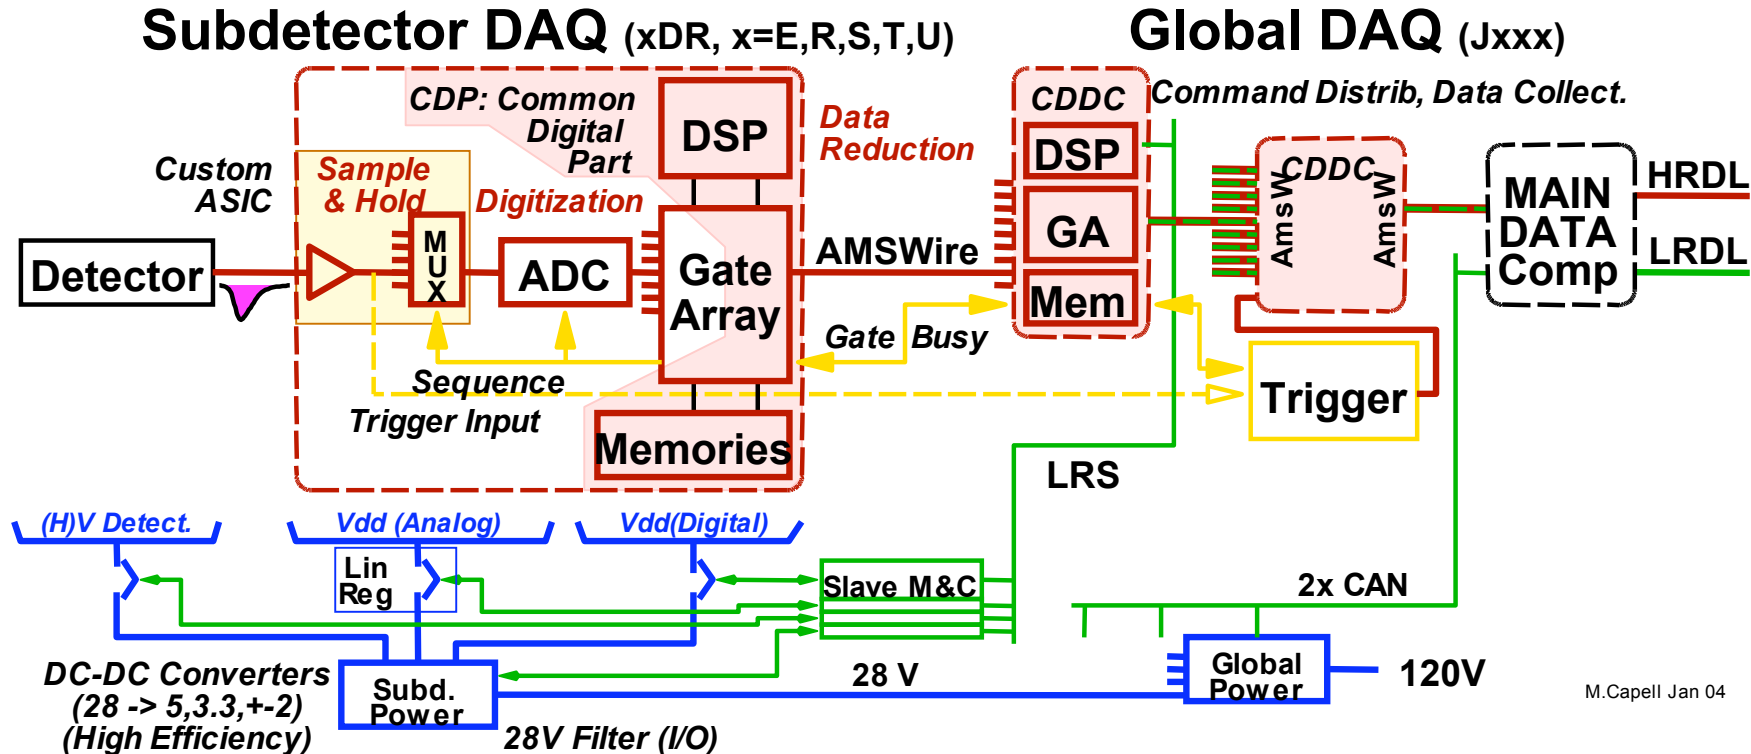 Subdetector DAQ (xDR, x=E,R,S,T,U)
Global DAQ (Jxxx)
CDP: Common
Digital
Part
DSP
Data
Reduction
CDDC
Command Distrib, Data Collect.
Custom
ASIC
Sample
& Hold
Digitization
DSP
CDDC
AmsW
AmsW
MAIN
DATA
Comp
HRDL
LRDL
Detector
MUX
ADC
Gate
Array
AMSWire
GA
Mem
Gate Busy
Sequence
Trigger Input
Memories
Trigger
LRS
(H)V Detect.
Vdd (Analog)
Vdd(Digital)
Lin
Reg
Slave M&C
2x CAN
DC-DC Converters
(28 -> 5,3.3,+-2)
(High Efficiency)
Subd.
Power
28 V
28V Filter (I/O)
Global
Power
120V
M.Capell Jan 04